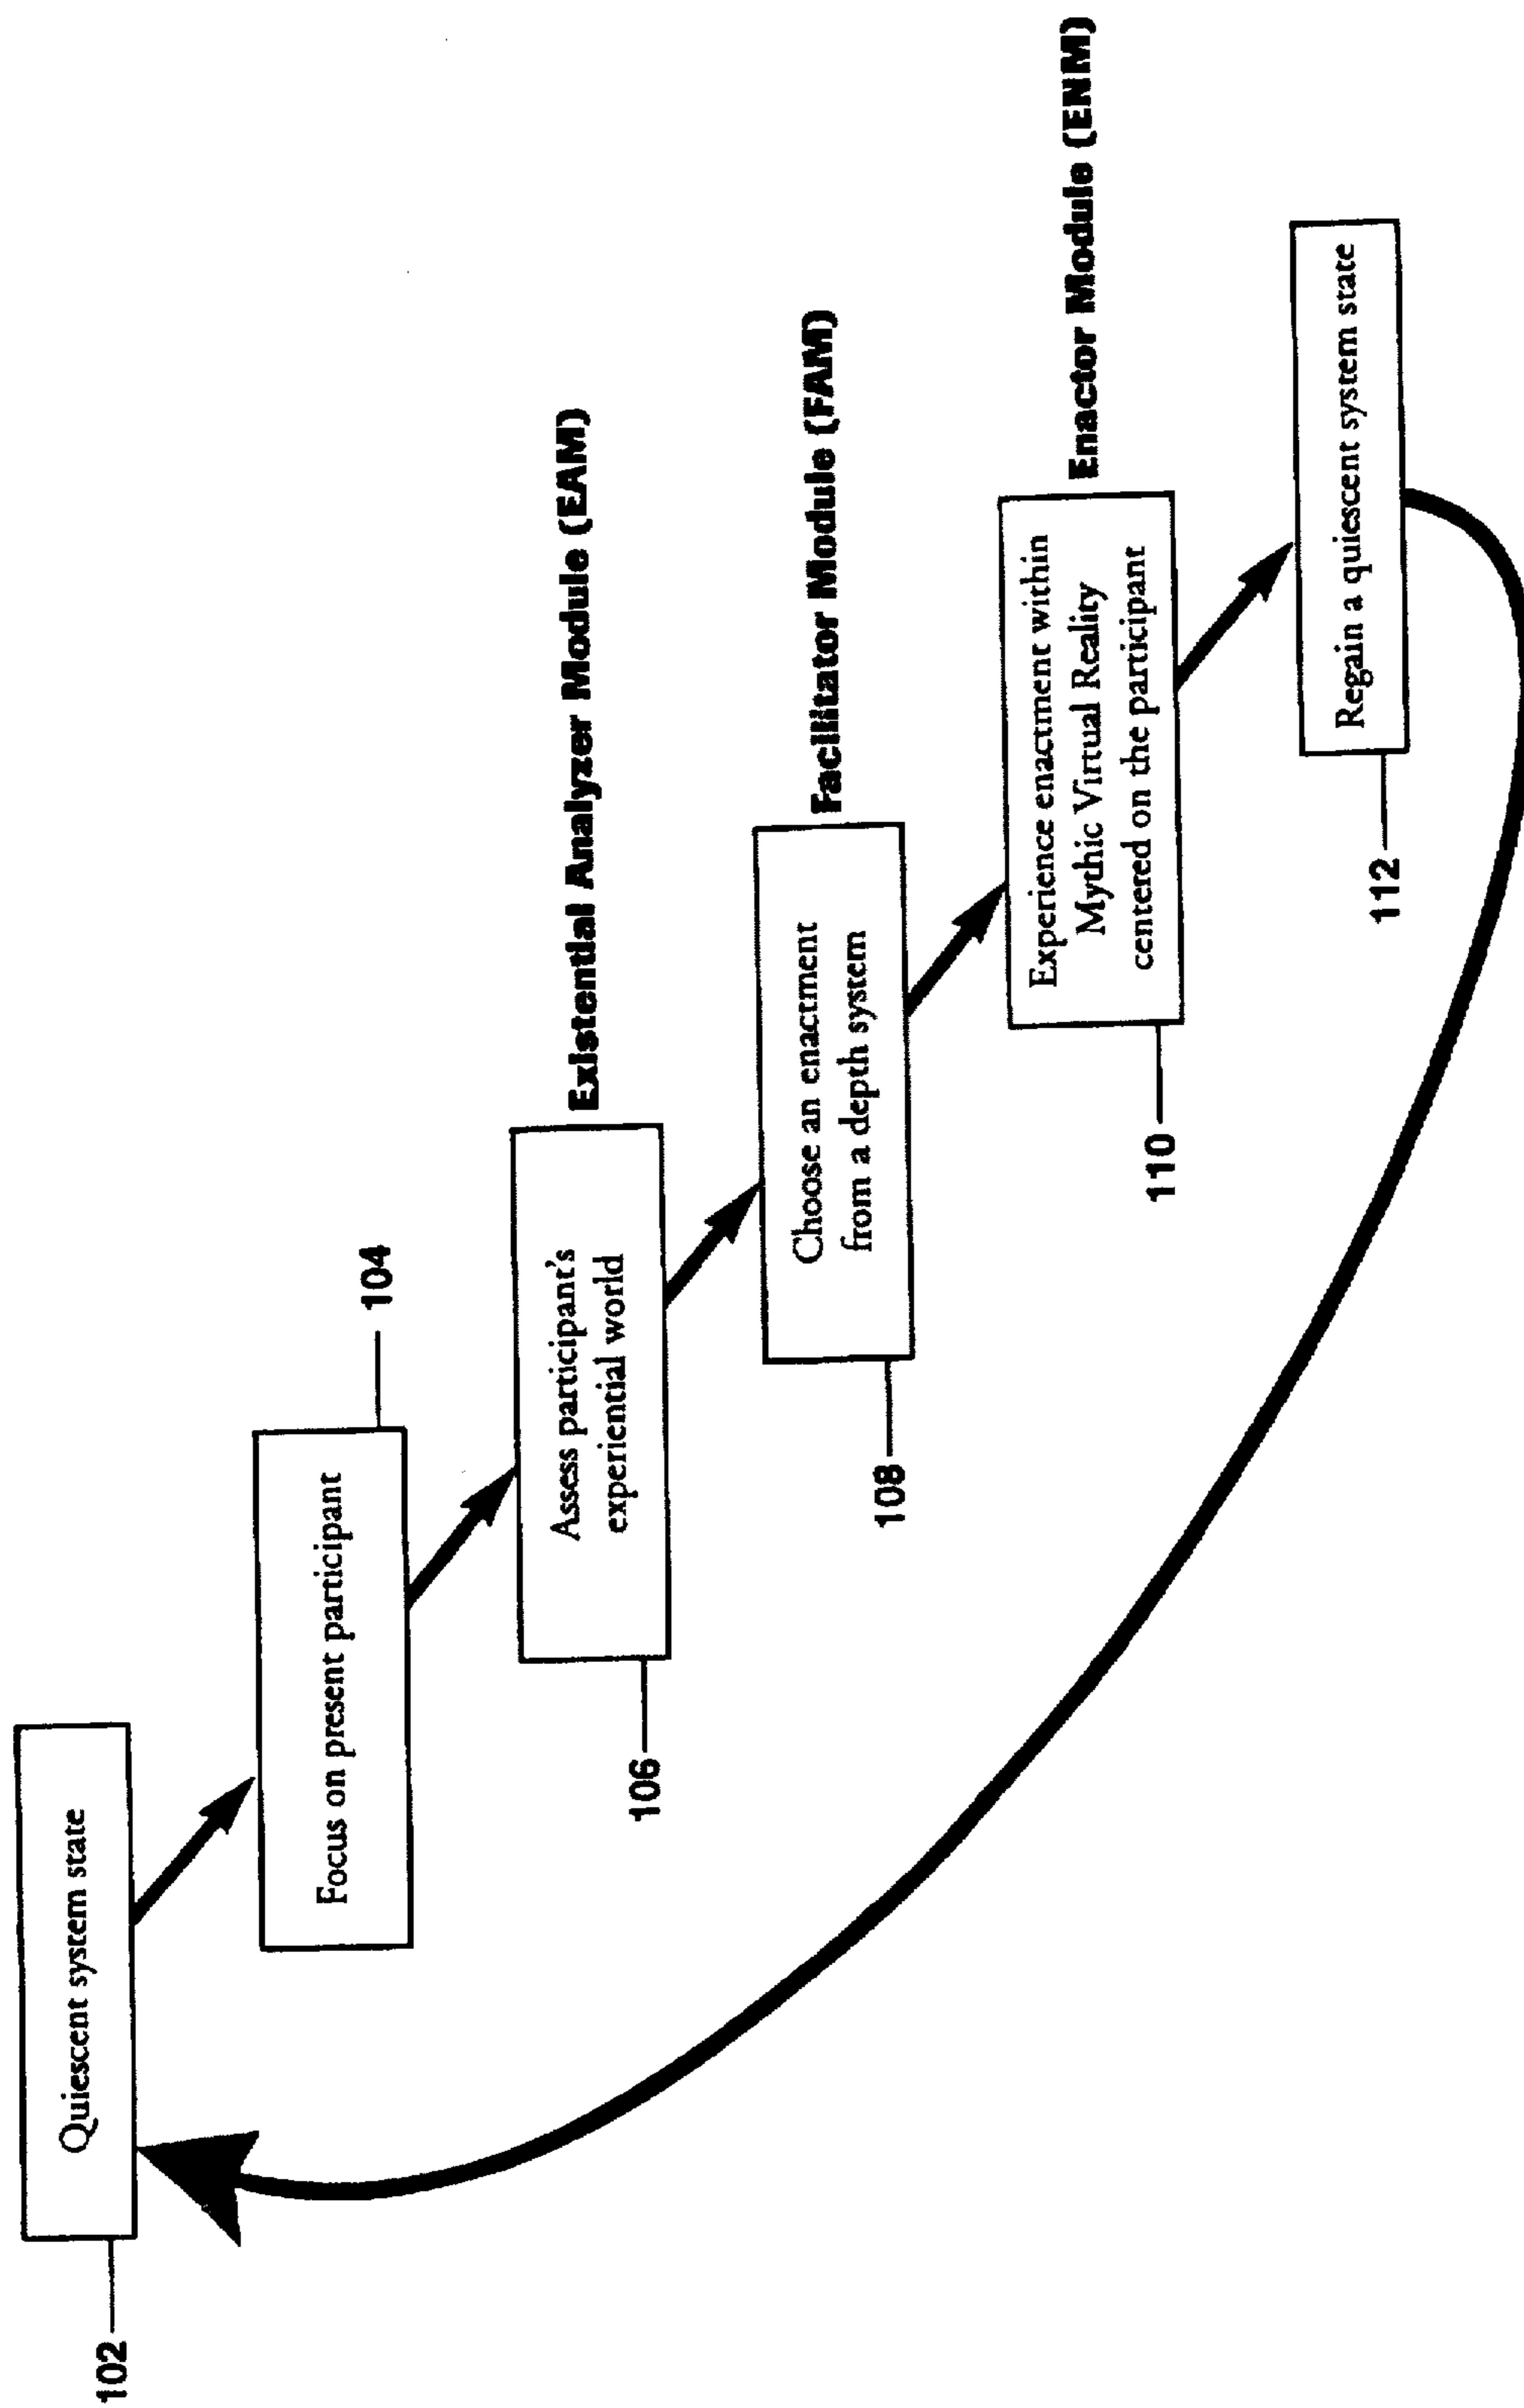 Quiescent system state
102
Focus on present participant
104
Assess participant's
experiential world
Existential Analyzer Module (EAM)
106
Choose an enactment
from a depth system
Facilitator Module (FAM)
108
Experience enactment within
Mythic Virtual Reality
centered on the participant
Enactor Module (ENM)
110
Regain a quiescent system state
112